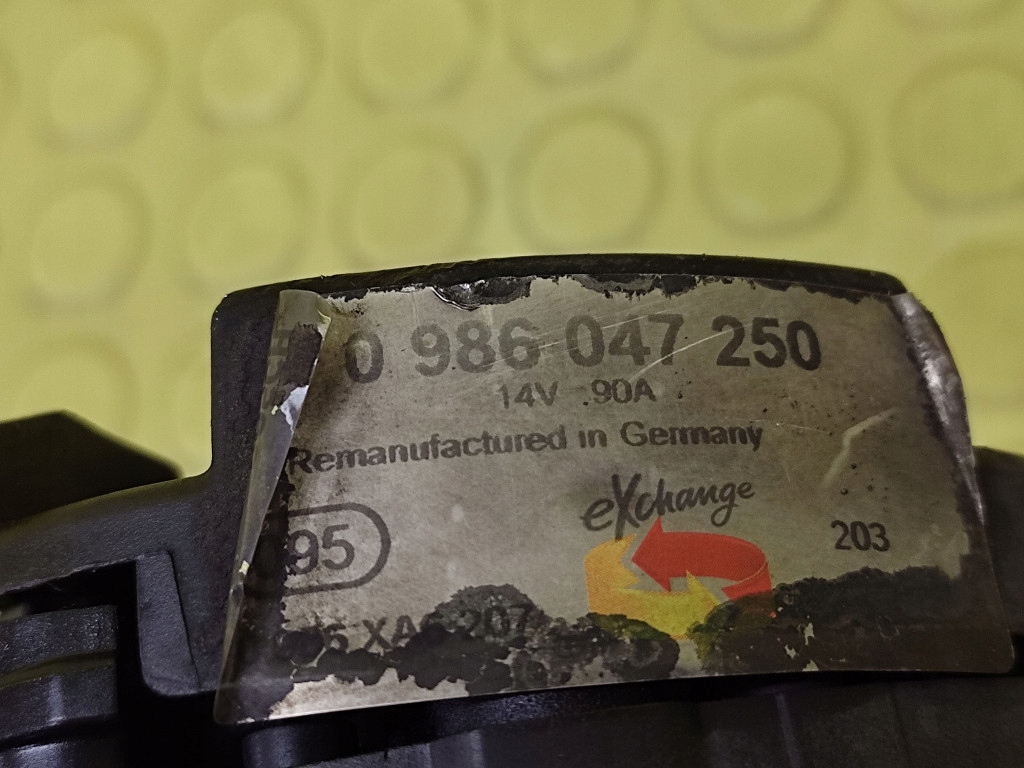 0 986 047 250
14V 90A
Remanufactured in Germany
eXchange
95
203